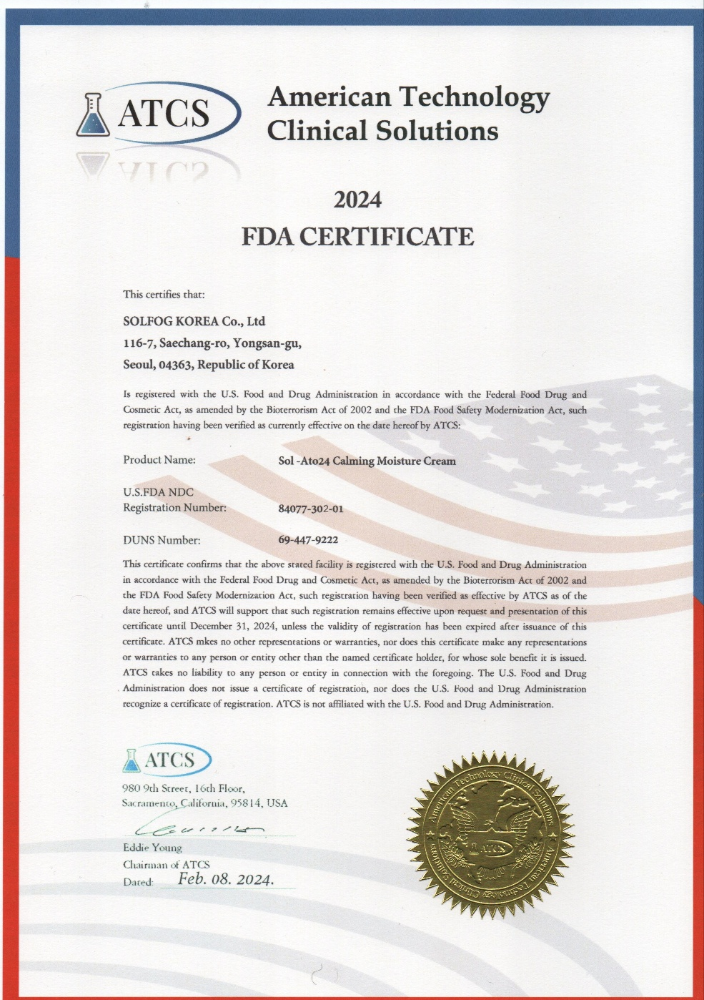 ATCS
American Technology
Clinical Solutions
2024
FDA CERTIFICATE
This certifies that:
SOLFOG KOREA Co., Ltd
116-7, Saechang-ro, Yongsan-gu,
Seoul, 04363, Republic of Korea
Is registered with the U.S. Food and Drug Administration in accordance with the Federal Food Drug and
Cosmetic Act, as amended by the Bioterrorism Act of 2002 and the FDA Food Safety Modernization Act, such
registration having been verified as currently effective on the date hereof by ATCS:
Product Name: Sol -Ato24 Calming Moisture Cream
U.S.FDA NDC
Registration Number: 84077-302-01
DUNS Number: 69-447-9222
This certificate confirms that the above stated facility is registered with the U.S. Food and Drug Administration
in accordance with the Federal Food Drug and Cosmetic Act, as amended by the Bioterrorism Act of 2002 and
the FDA Food Safety Modernization Act, such registration having been verified as effective by ATCS as of the
date hereof, and ATCS will support that such registration remains effective upon request and presentation of this
certificate until December 31, 2024, unless the validity of registration has been expired after issuance of this
certificate. ATCS mkes no other representations or warranties, nor does this certificate make any representations
or warranties to any person or entity other than the named certificate holder, for whose sole benefit it is issued.
ATCS takes no liability to any person or entity in connection with the foregoing. The U.S. Food and Drug
Administration does not issue a certificate of registration, nor does the U.S. Food and Drug Administration
recognize a certificate of registration. ATCS is not affiliated with the U.S. Food and Drug Administration.
ATCS
980 9th Street, 16th Floor,
Sacramento, California, 95814, USA
Eddie Young
Chairman of ATCS
Dated: Feb. 08. 2024.
American Technology Clinical Solutions
ATCS
American Technology Clinical Solutions